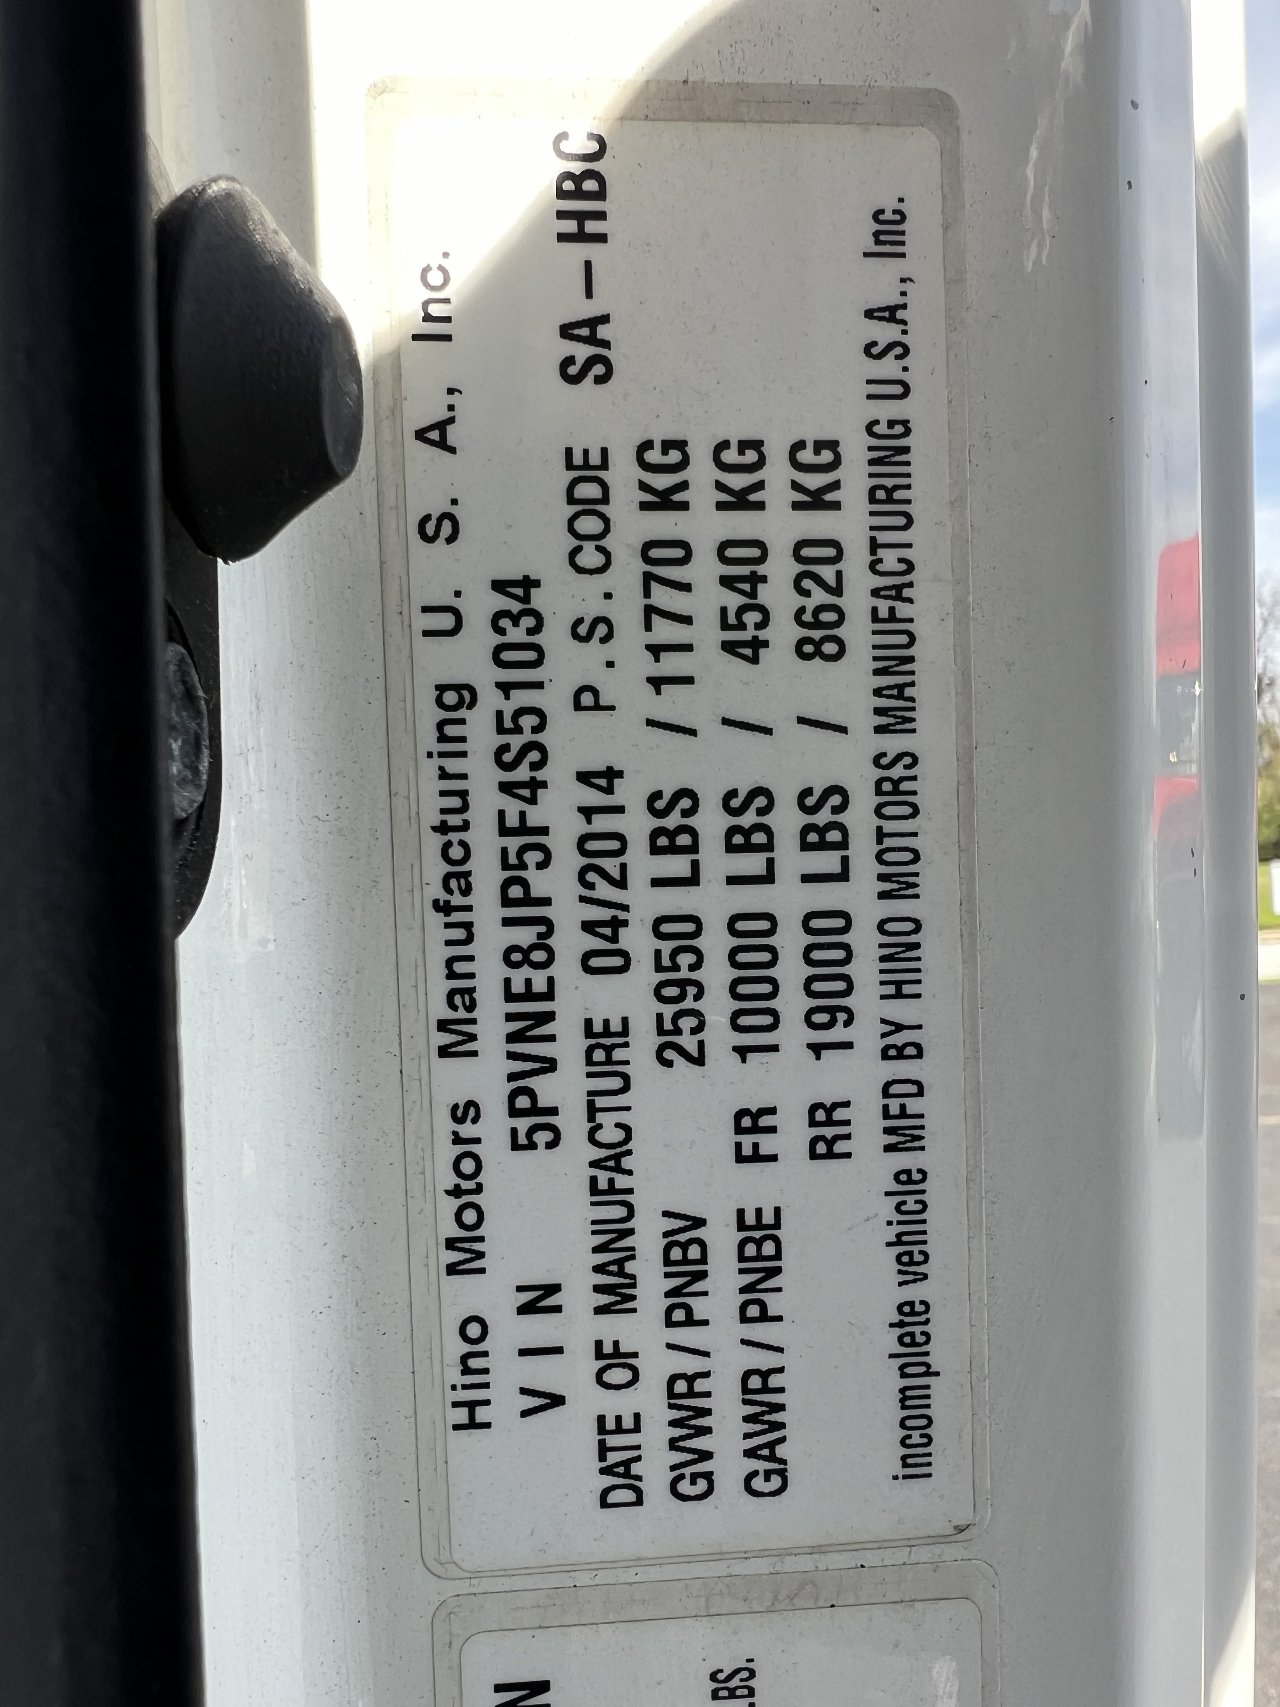 Hino Motors Manufacturing U. S. A., Inc.
VIN 5PVNE8JP5F4S51034
DATE OF MANUFACTURE 04/2014 P.S.CODE SA-HBC
GVWR / PNBV 25950 LBS / 11770 KG
GAWR / PNBE FR 10000 LBS / 4540 KG
RR 19000 LBS / 8620 KG
incomplete vehicle MFD BY HINO MOTORS MANUFACTURING U.S.A., Inc.